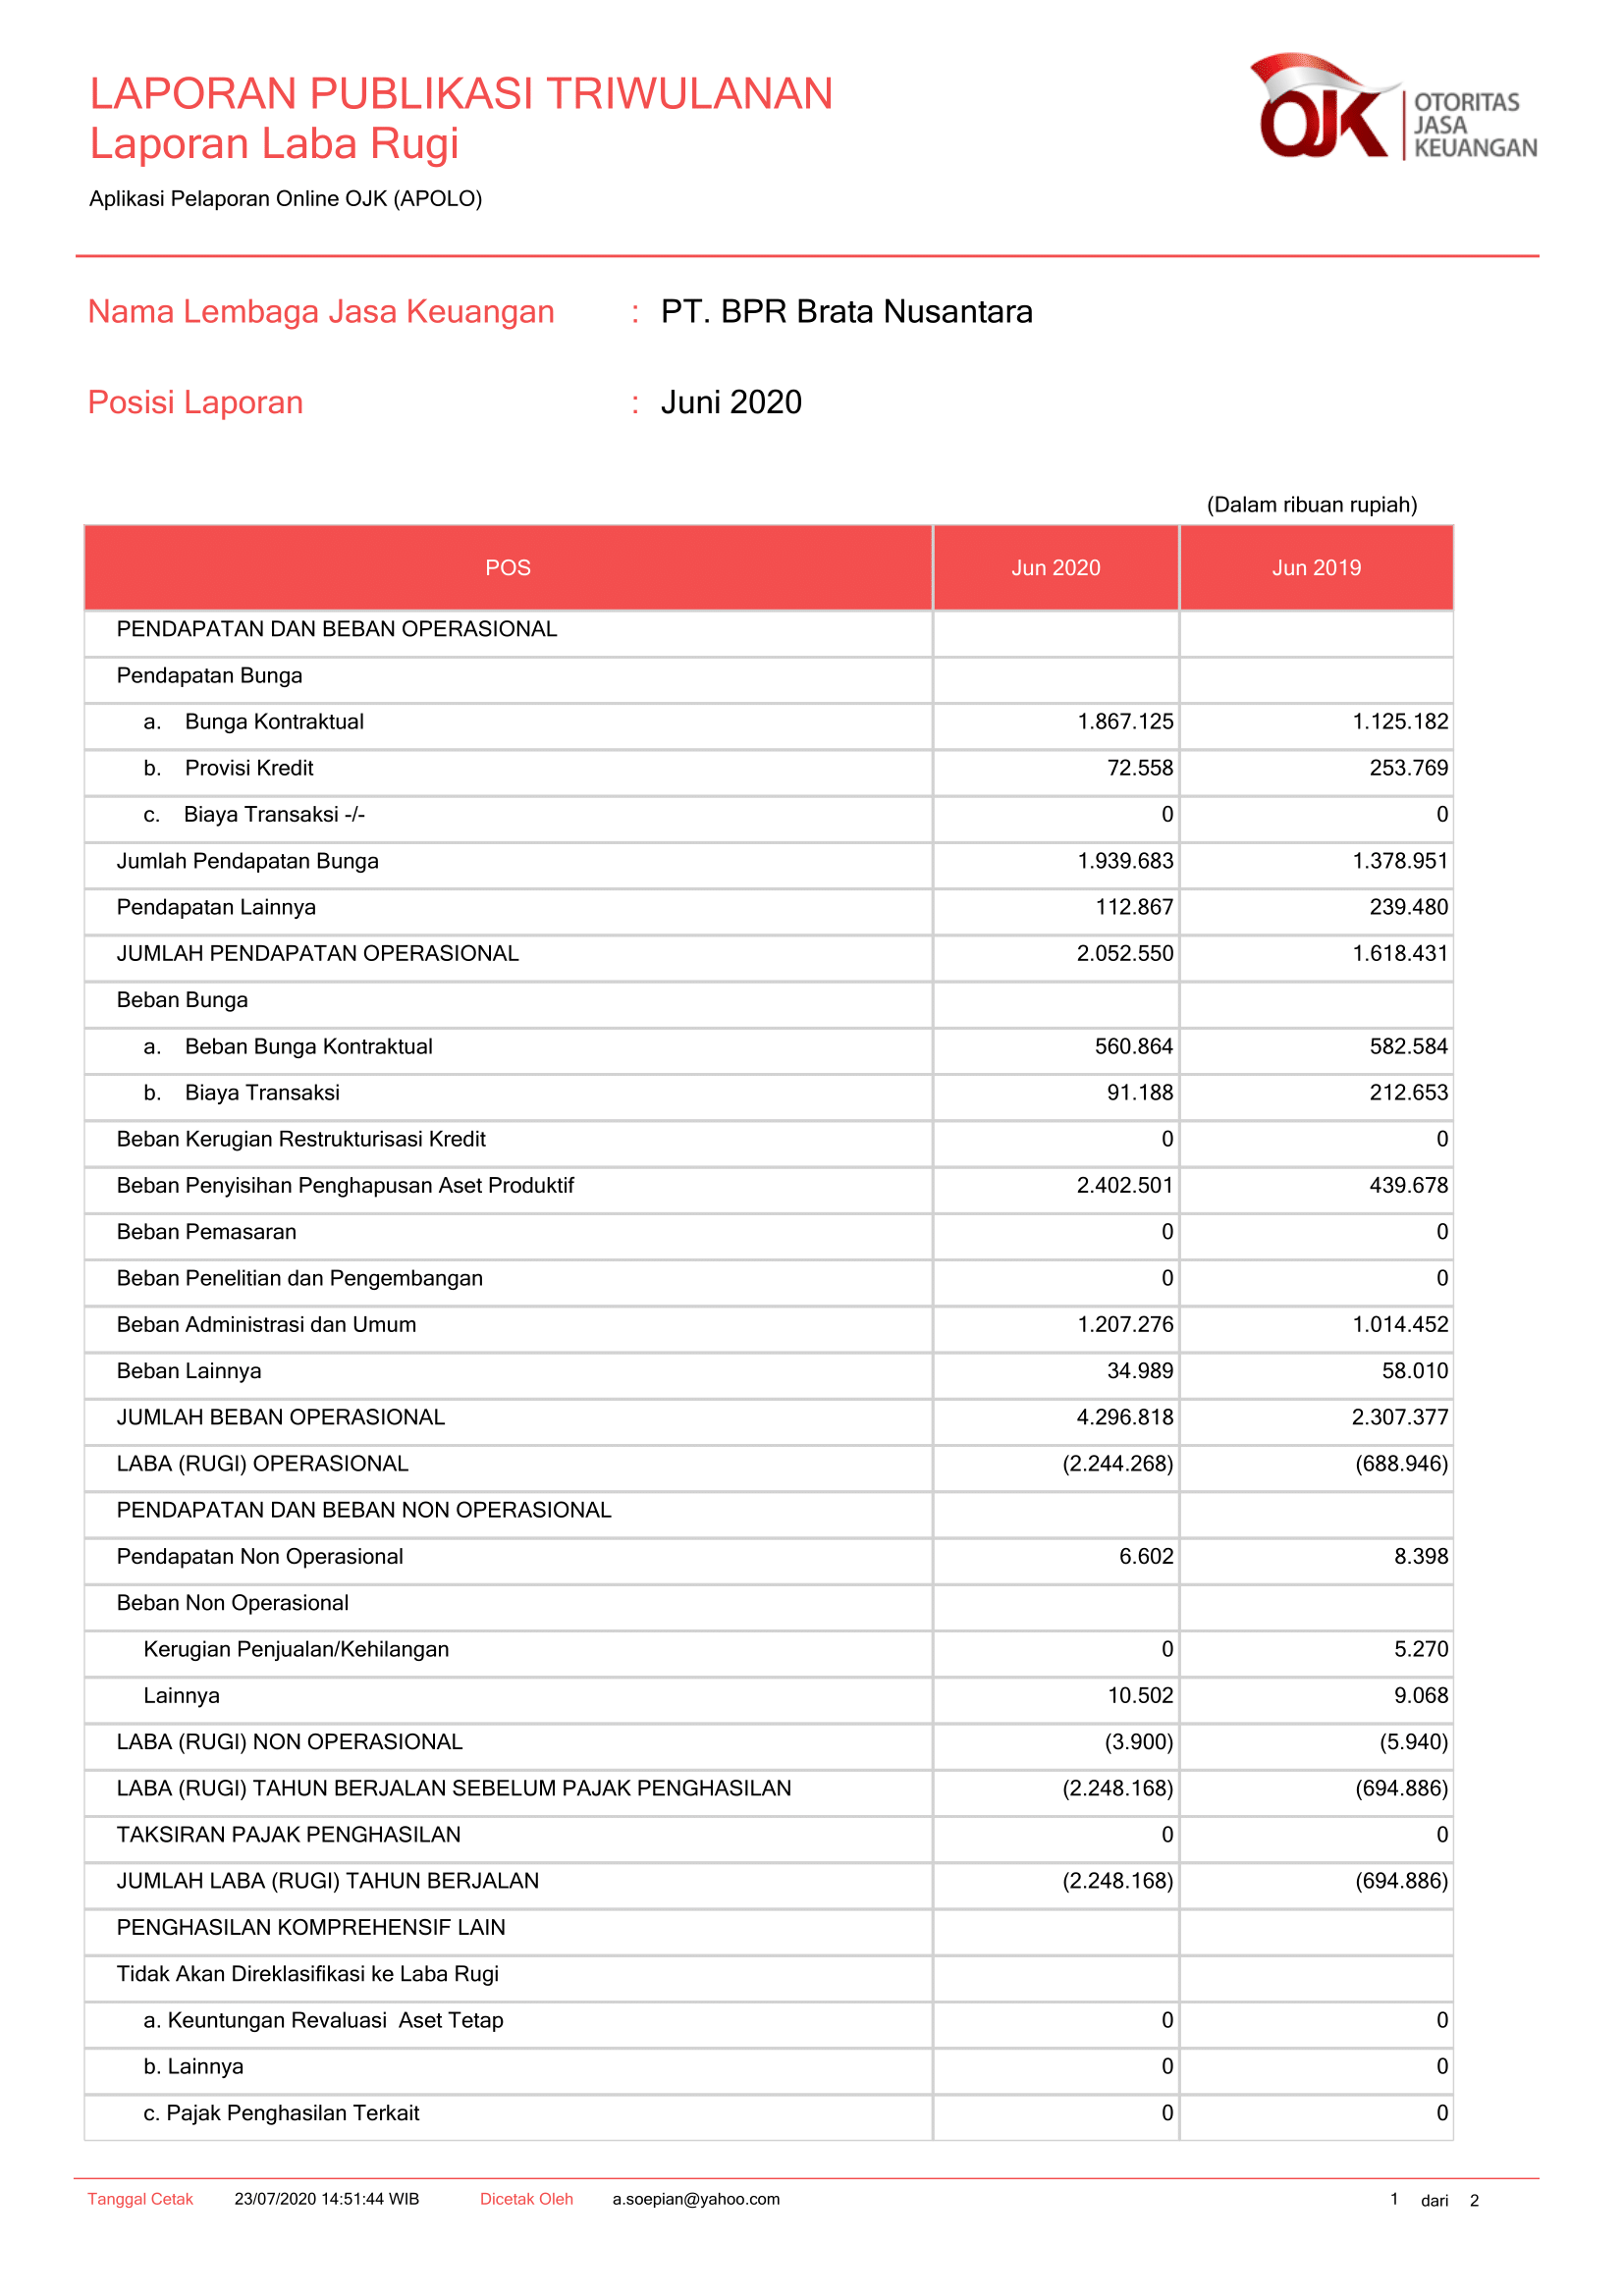 LAPORAN PUBLIKASI TRIWULANAN
Laporan Laba Rugi
Aplikasi Pelaporan Online OJK (APOLO)
OJK OTORITAS
JASA
KEUANGAN
Nama Lembaga Jasa Keuangan : PT. BPR Brata Nusantara
Posisi Laporan : Juni 2020
(Dalam ribuan rupiah)
POS Jun 2020 Jun 2019
PENDAPATAN DAN BEBAN OPERASIONAL
Pendapatan Bunga
a. Bunga Kontraktual 1.867.125 1.125.182
b. Provisi Kredit 72.558 253.769
c. Biaya Transaksi -/- 0 0
Jumlah Pendapatan Bunga 1.939.683 1.378.951
Pendapatan Lainnya 112.867 239.480
JUMLAH PENDAPATAN OPERASIONAL 2.052.550 1.618.431
Beban Bunga
a. Beban Bunga Kontraktual 560.864 582.584
b. Biaya Transaksi 91.188 212.653
Beban Kerugian Restrukturisasi Kredit 0 0
Beban Penyisihan Penghapusan Aset Produktif 2.402.501 439.678
Beban Pemasaran 0 0
Beban Penelitian dan Pengembangan 0 0
Beban Administrasi dan Umum 1.207.276 1.014.452
Beban Lainnya 34.989 58.010
JUMLAH BEBAN OPERASIONAL 4.296.818 2.307.377
LABA (RUGI) OPERASIONAL (2.244.268) (688.946)
PENDAPATAN DAN BEBAN NON OPERASIONAL
Pendapatan Non Operasional 6.602 8.398
Beban Non Operasional
Kerugian Penjualan/Kehilangan 0 5.270
Lainnya 10.502 9.068
LABA (RUGI) NON OPERASIONAL (3.900) (5.940)
LABA (RUGI) TAHUN BERJALAN SEBELUM PAJAK PENGHASILAN (2.248.168) (694.886)
TAKSIRAN PAJAK PENGHASILAN 0 0
JUMLAH LABA (RUGI) TAHUN BERJALAN (2.248.168) (694.886)
PENGHASILAN KOMPREHENSIF LAIN
Tidak Akan Direklasifikasi ke Laba Rugi
a. Keuntungan Revaluasi Aset Tetap 0 0
b. Lainnya 0 0
c. Pajak Penghasilan Terkait 0 0
Tanggal Cetak 23/07/2020 14:51:44 WIB Dicetak Oleh a.soepian@yahoo.com 1 dari 2